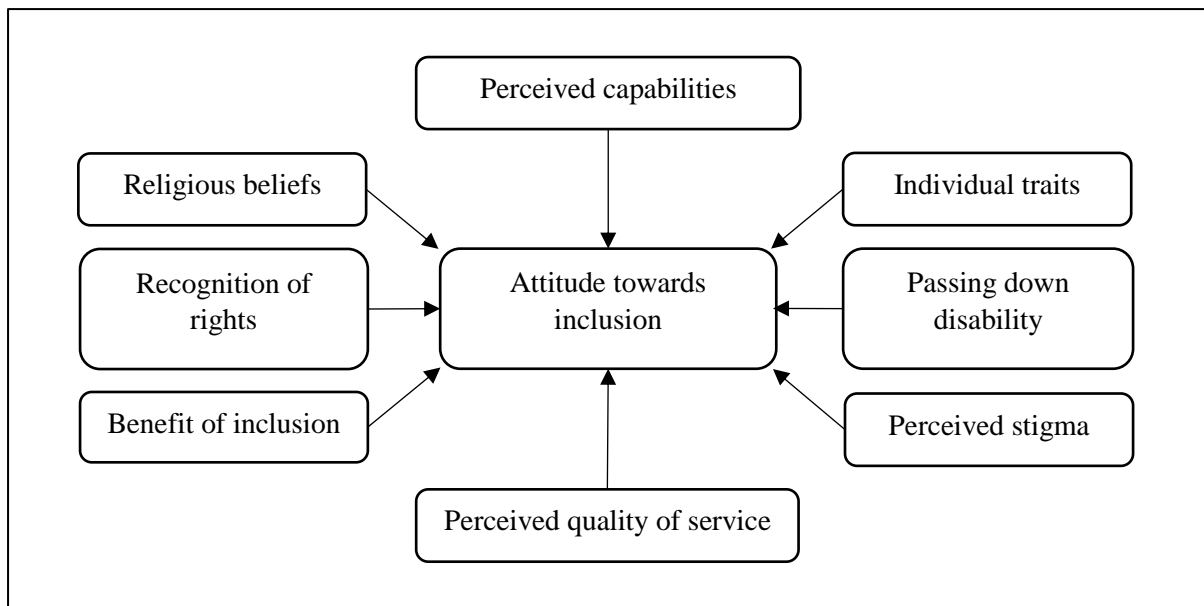 Perceived capabilities
Religious beliefs
Individual traits
Recognition of
rights
Attitude towards
inclusion
Passing down
disability
Benefit of inclusion
Perceived stigma
Perceived quality of service